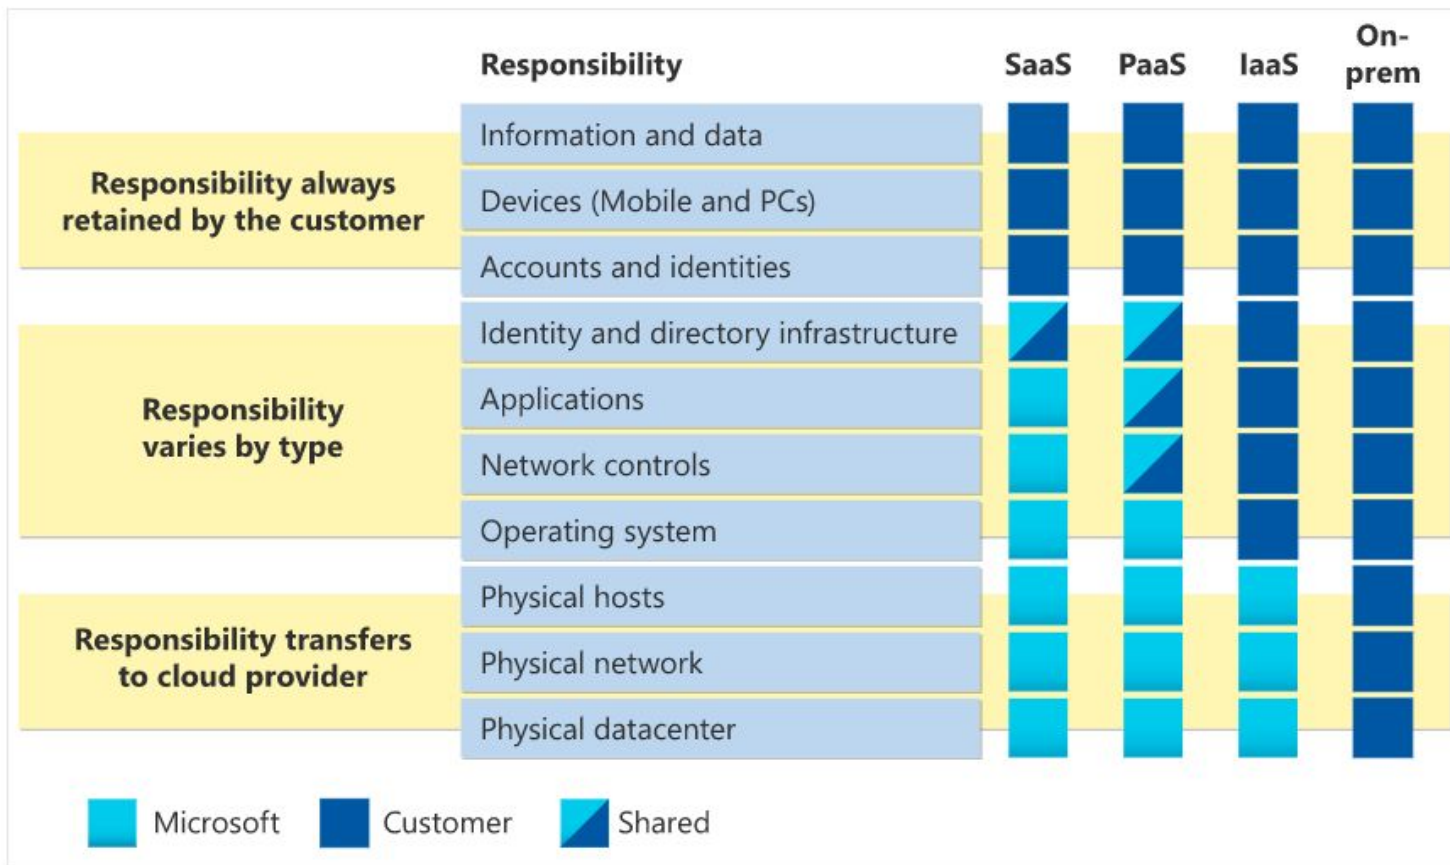 Responsibility
SaaS
PaaS
IaaS
On-
prem
Responsibility always
retained by the customer
Information and data
Devices (Mobile and PCs)
Accounts and identities
Responsibility
varies by type
Identity and directory infrastructure
Applications
Network controls
Operating system
Responsibility transfers
to cloud provider
Physical hosts
Physical network
Physical datacenter
Microsoft
Customer
Shared